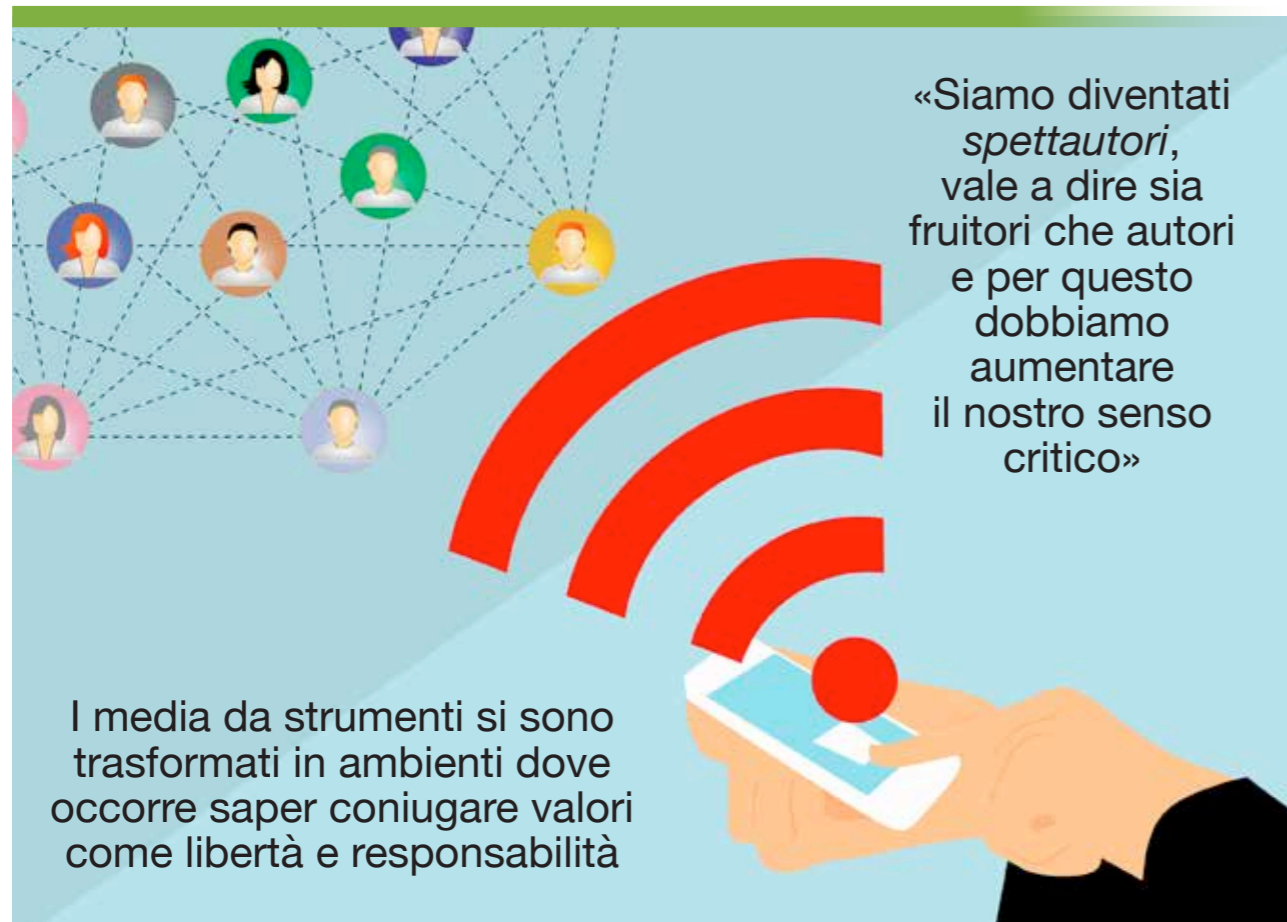 «Siamo diventati
spettautori,
vale a dire sia
fruitori che autori
e per questo
dobbiamo
aumentare
il nostro senso
critico»
I media da strumenti si sono
trasformati in ambienti dove
occorre saper coniugare valori
come libertà e responsabilità